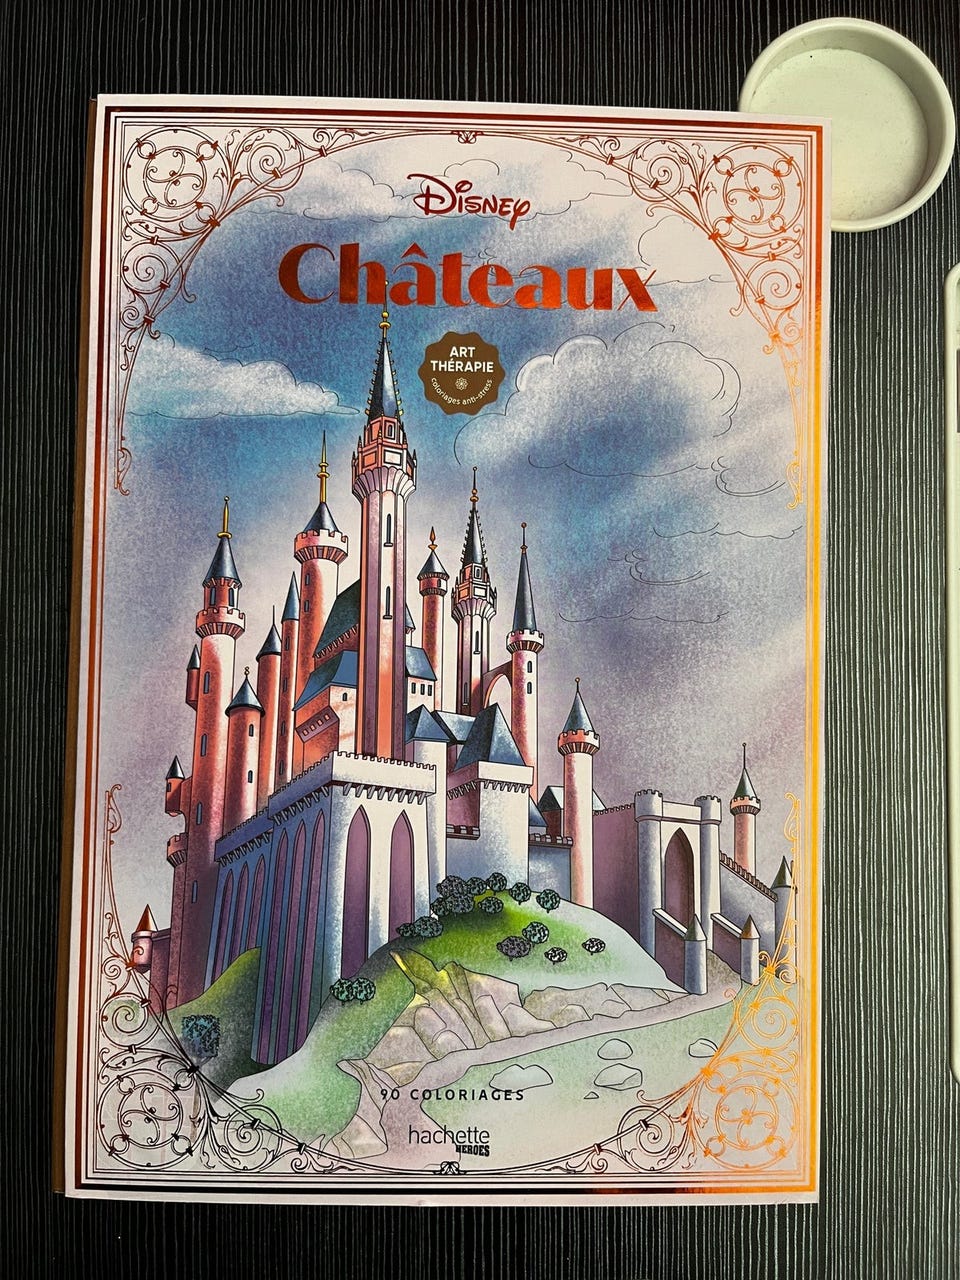 Disney
Châteaux
ART
THÉRAPIE
coloriages anti-stress
90 COLORIAGES
hachette
HEROES